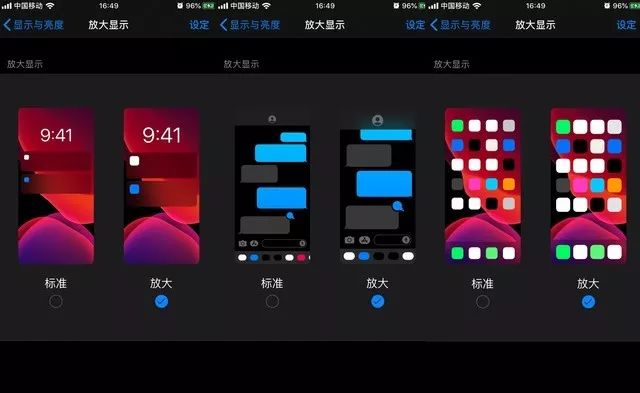 中国移动 16:49 96%
显示与亮度 放大显示 设定
放大显示
9:41
9:41
标准 放大
中国移动 16:49 96%
显示与亮度 放大显示 设定
放大显示
标准 放大
中国移动 16:49 96%
显示与亮度 放大显示 设定
放大显示
标准 放大